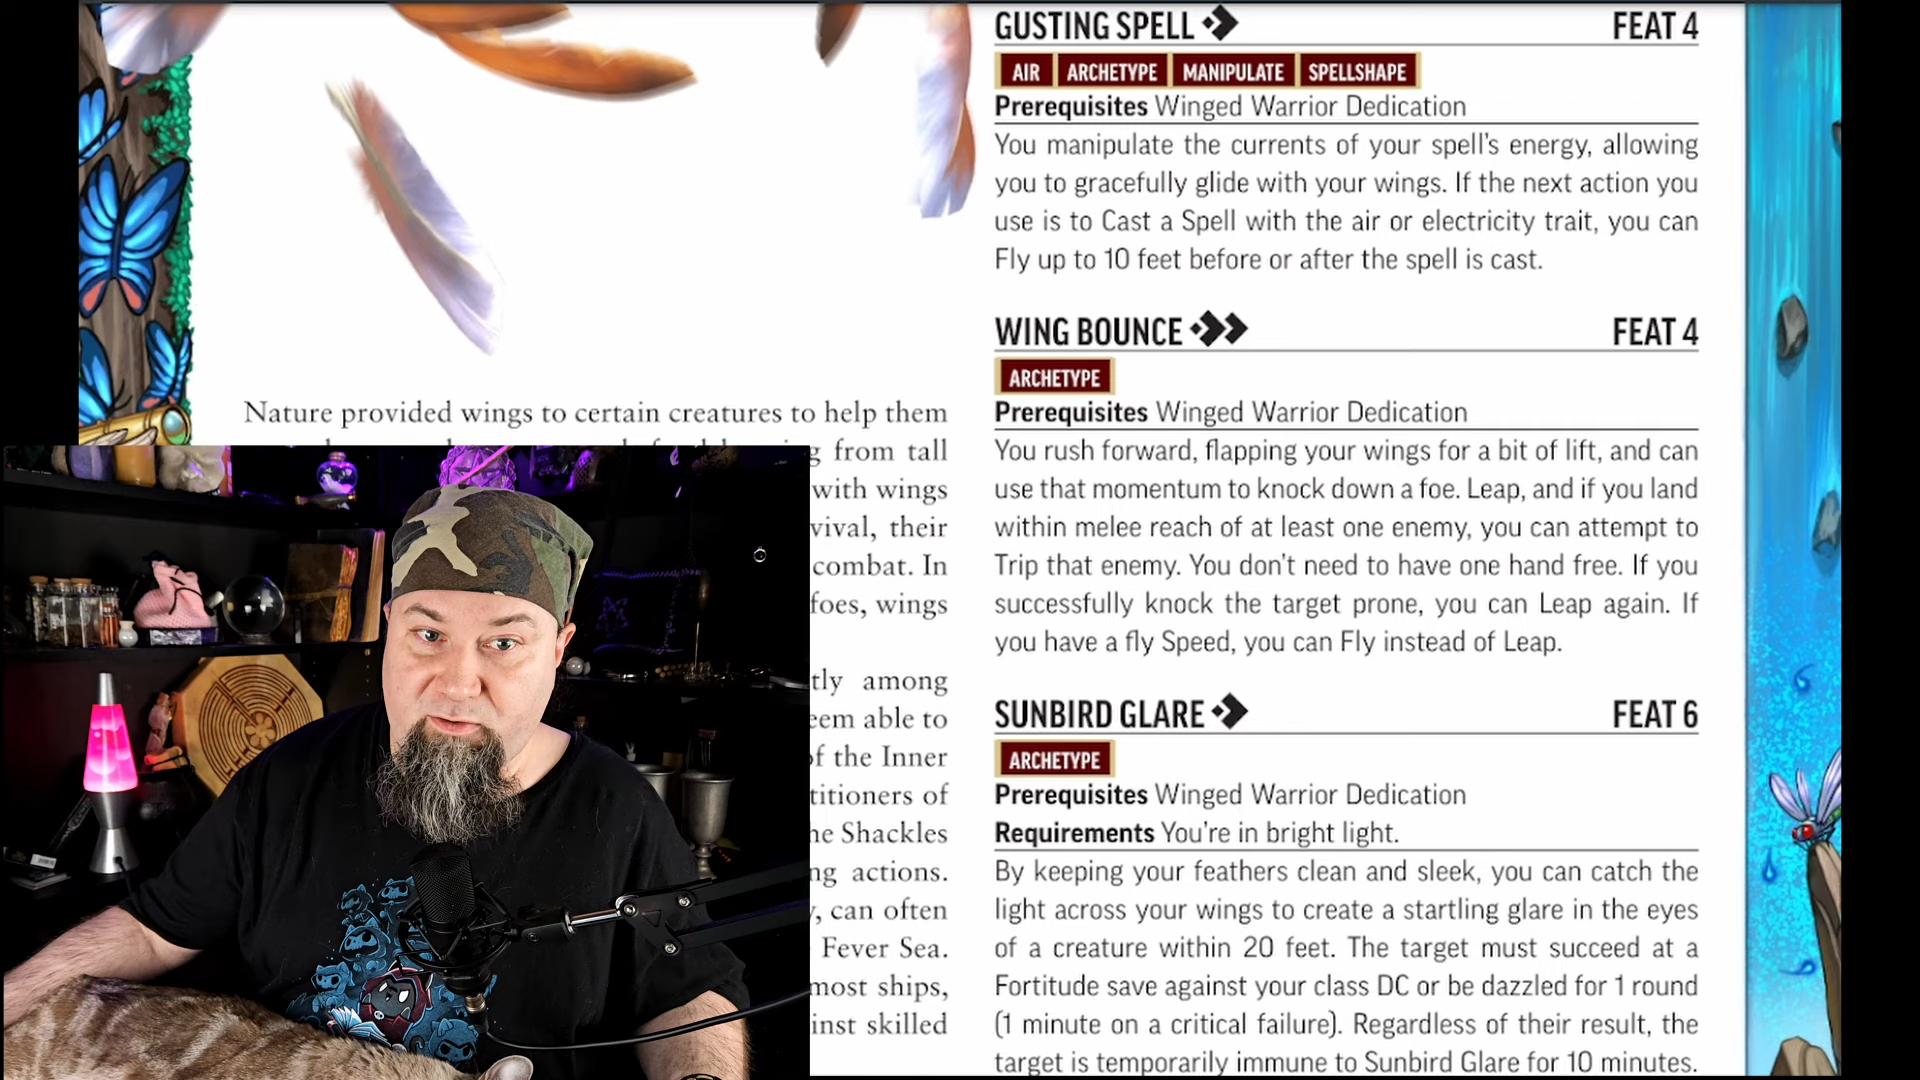 Nature provided wings to certain creatures to help them
from tall
with wings
vival, their
combat. In
foes, wings
tly among
eem able to
of the Inner
titioners of
he Shackles
ng actions.
y, can often
Fever Sea.
most ships,
inst skilled
GUSTING SPELL FEAT 4
AIR ARCHETYPE MANIPULATE SPELLSHAPE
Prerequisites Winged Warrior Dedication
You manipulate the currents of your spell's energy, allowing
you to gracefully glide with your wings. If the next action you
use is to Cast a Spell with the air or electricity trait, you can
Fly up to 10 feet before or after the spell is cast.
WING BOUNCE FEAT 4
ARCHETYPE
Prerequisites Winged Warrior Dedication
You rush forward, flapping your wings for a bit of lift, and can
use that momentum to knock down a foe. Leap, and if you land
within melee reach of at least one enemy, you can attempt to
Trip that enemy. You don't need to have one hand free. If you
successfully knock the target prone, you can Leap again. If
you have a fly Speed, you can Fly instead of Leap.
SUNBIRD GLARE FEAT 6
ARCHETYPE
Prerequisites Winged Warrior Dedication
Requirements You're in bright light.
By keeping your feathers clean and sleek, you can catch the
light across your wings to create a startling glare in the eyes
of a creature within 20 feet. The target must succeed at a
Fortitude save against your class DC or be dazzled for 1 round
(1 minute on a critical failure). Regardless of their result, the
target is temporarily immune to Sunbird Glare for 10 minutes.